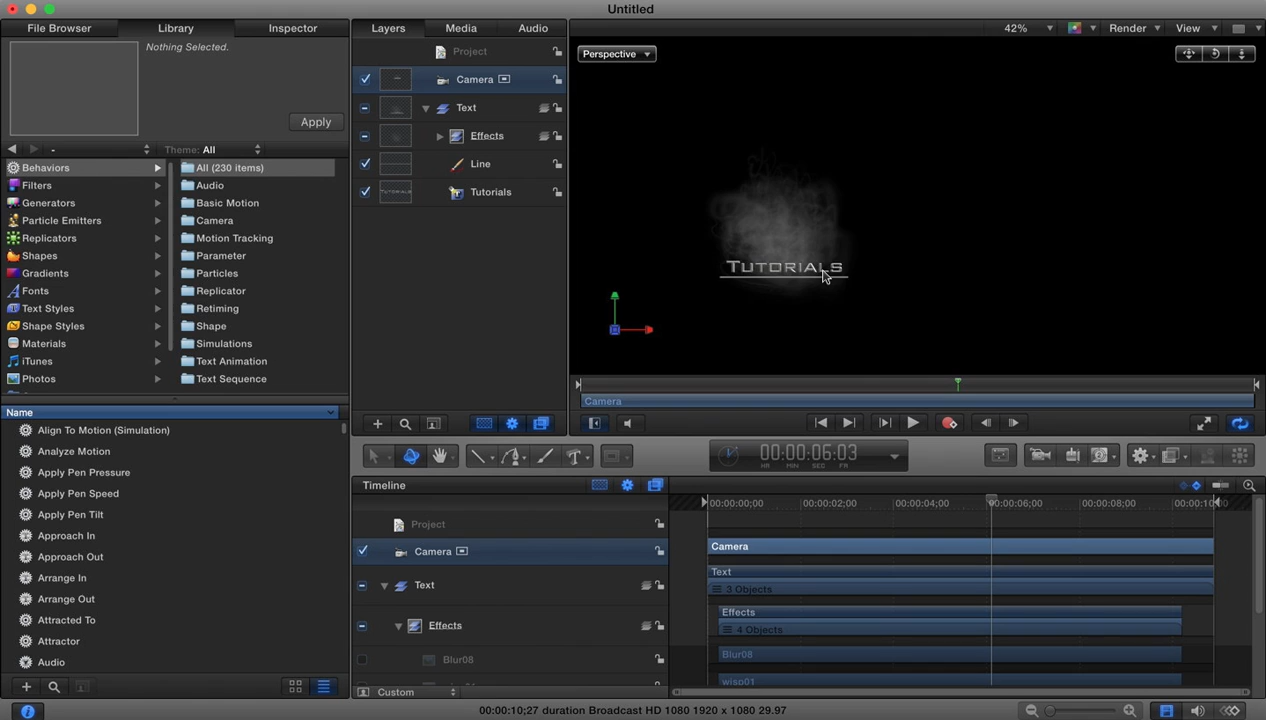 Untitled
File Browser Library Inspector Layers Media Audio 42% Render View
Nothing Selected.
Apply
- Theme: All
Behaviors
Filters
Generators
Particle Emitters
Replicators
Shapes
Gradients
Fonts
Text Styles
Shape Styles
Materials
iTunes
Photos
All (230 items)
Audio
Basic Motion
Camera
Motion Tracking
Parameter
Particles
Replicator
Retiming
Shape
Simulations
Text Animation
Text Sequence
Name
Align To Motion (Simulation)
Analyze Motion
Apply Pen Pressure
Apply Pen Speed
Apply Pen Tilt
Approach In
Approach Out
Arrange In
Arrange Out
Attracted To
Attractor
Audio
Project
Camera
Text
Effects
Line
Tutorials
Perspective
TUTORIALS
Camera
00:00:06;03
HR MIN SEC FR
Timeline
Project
Camera
Text
Effects
Blur08
Custom
00:00:00;00 00:00:02;00 00:00:04;00 00:00:06;00 00:00:08;00
Camera
Text
3 Objects
Effects
4 Objects
Blur08
wisp01
00:00:10;27 duration Broadcast HD 1080 1920 x 1080 29.97